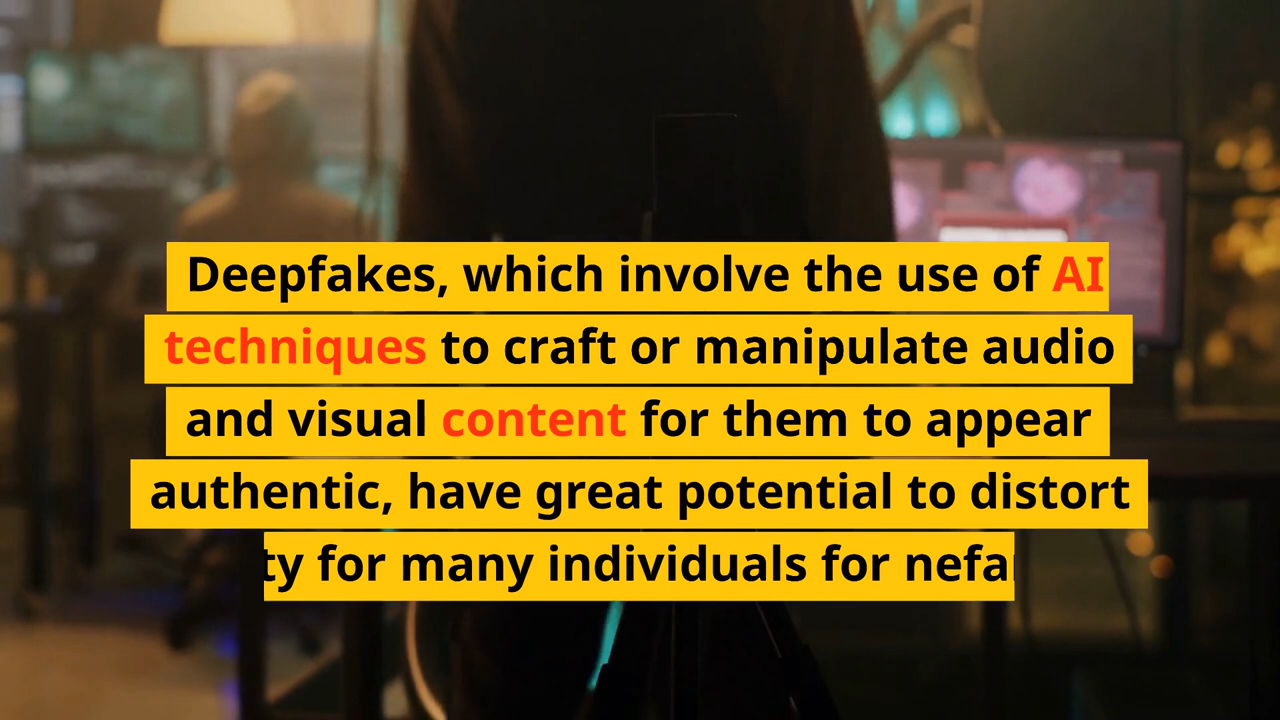 Deepfakes, which involve the use of AI
techniques to craft or manipulate audio
and visual content for them to appear
authentic, have great potential to distort
for many individuals for